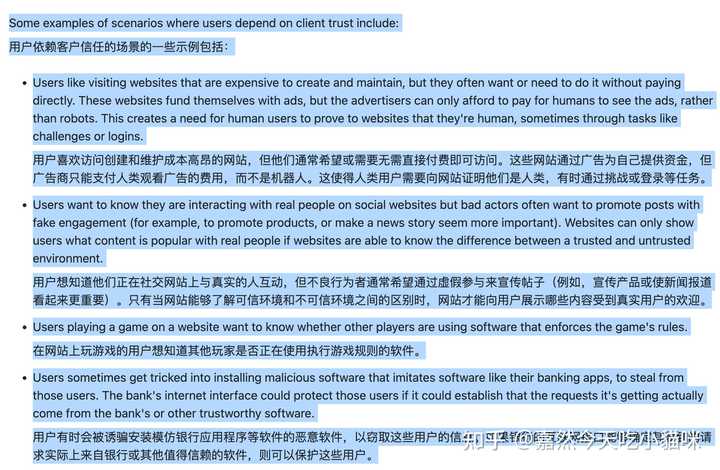 Some examples of scenarios where users depend on client trust include:
用户依赖客户信任的场景的一些示例包括：
• Users like visiting websites that are expensive to create and maintain, but they often want or need to do it without paying
directly. These websites fund themselves with ads, but the advertisers can only afford to pay for humans to see the ads, rather
than robots. This creates a need for human users to prove to websites that they're human, sometimes through tasks like
challenges or logins.
用户喜欢访问创建和维护成本高昂的网站，但他们通常希望或需要无需直接付费即可访问。这些网站通过广告为自己提供资金，但
广告商只能支付人类观看广告的费用，而不是机器人。这使得人类用户需要向网站证明他们是人类，有时通过挑战或登录等任务。
• Users want to know they are interacting with real people on social websites but bad actors often want to promote posts with
fake engagement (for example, to promote products, or make a news story seem more important). Websites can only show
users what content is popular with real people if websites are able to know the difference between a trusted and untrusted
environment.
用户想知道他们正在社交网站上与真实的人互动，但不良行为者通常希望通过虚假参与来宣传帖子（例如，宣传产品或使新闻报道
看起来更重要）。只有当网站能够了解可信环境和不可信环境之间的区别时，网站才能向用户展示哪些内容受到真实用户的欢迎。
• Users playing a game on a website want to know whether other players are using software that enforces the game's rules.
在网站上玩游戏的用户想知道其他玩家是否正在使用执行游戏规则的软件。
• Users sometimes get tricked into installing malicious software that imitates software like their banking apps, to steal from
those users. The bank's internet interface could protect those users if it could establish that the requests it's getting actually
come from the bank's or other trustworthy software.
用户有时会被诱骗安装模仿银行应用程序等软件的恶意软件，以窃取这些用户的信
求实际上来自银行或其他值得信赖的软件，则可以保护这些用户。
知乎 @嘉然今天吃小猫咪